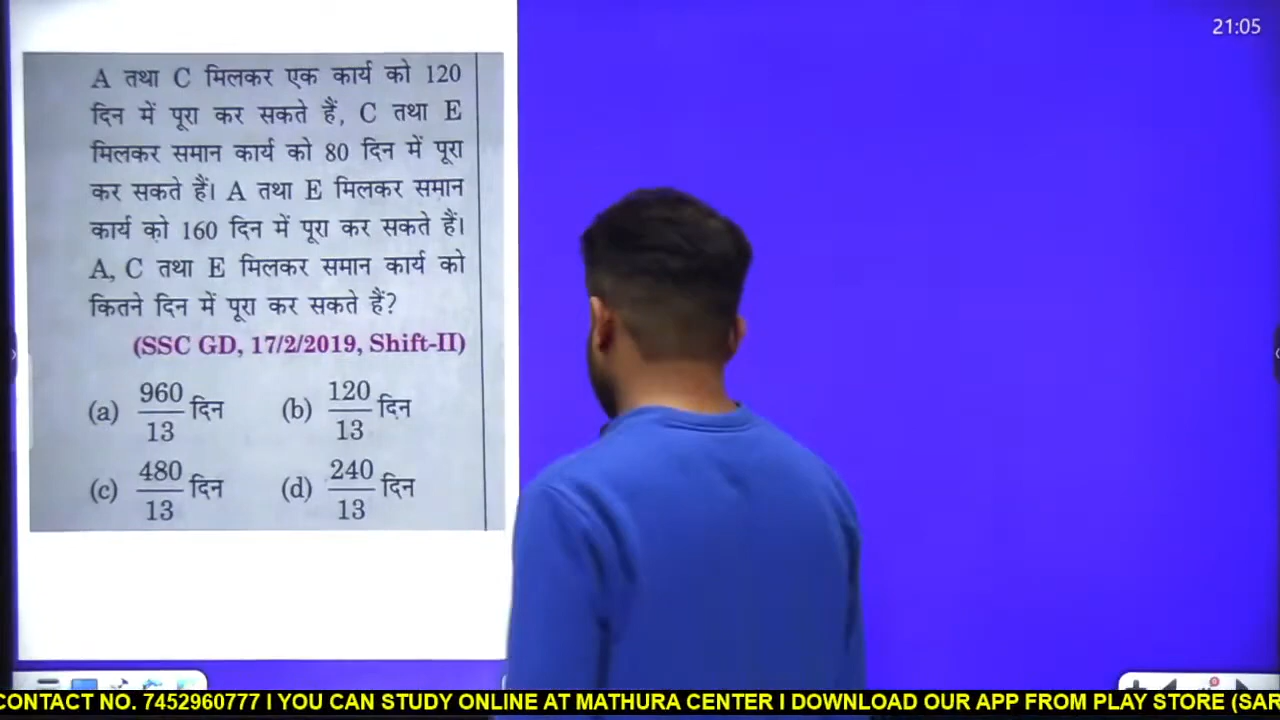 21:05
A तथा C मिलकर एक कार्य को 120
दिन में पूरा कर सकते हैं, C तथा E
मिलकर समान कार्य को 80 दिन में पूरा
कर सकते हैं। A तथा E मिलकर समान
कार्य को 160 दिन में पूरा कर सकते हैं।
A, C तथा E मिलकर समान कार्य को
कितने दिन में पूरा कर सकते हैं?
(SSC GD, 17/2/2019, Shift-II)
(a) 960/13 दिन (b) 120/13 दिन
(c) 480/13 दिन (d) 240/13 दिन
CONTACT NO. 7452960777 I YOU CAN STUDY ONLINE AT MATHURA CENTER I DOWNLOAD OUR APP FROM PLAY STORE (SAR